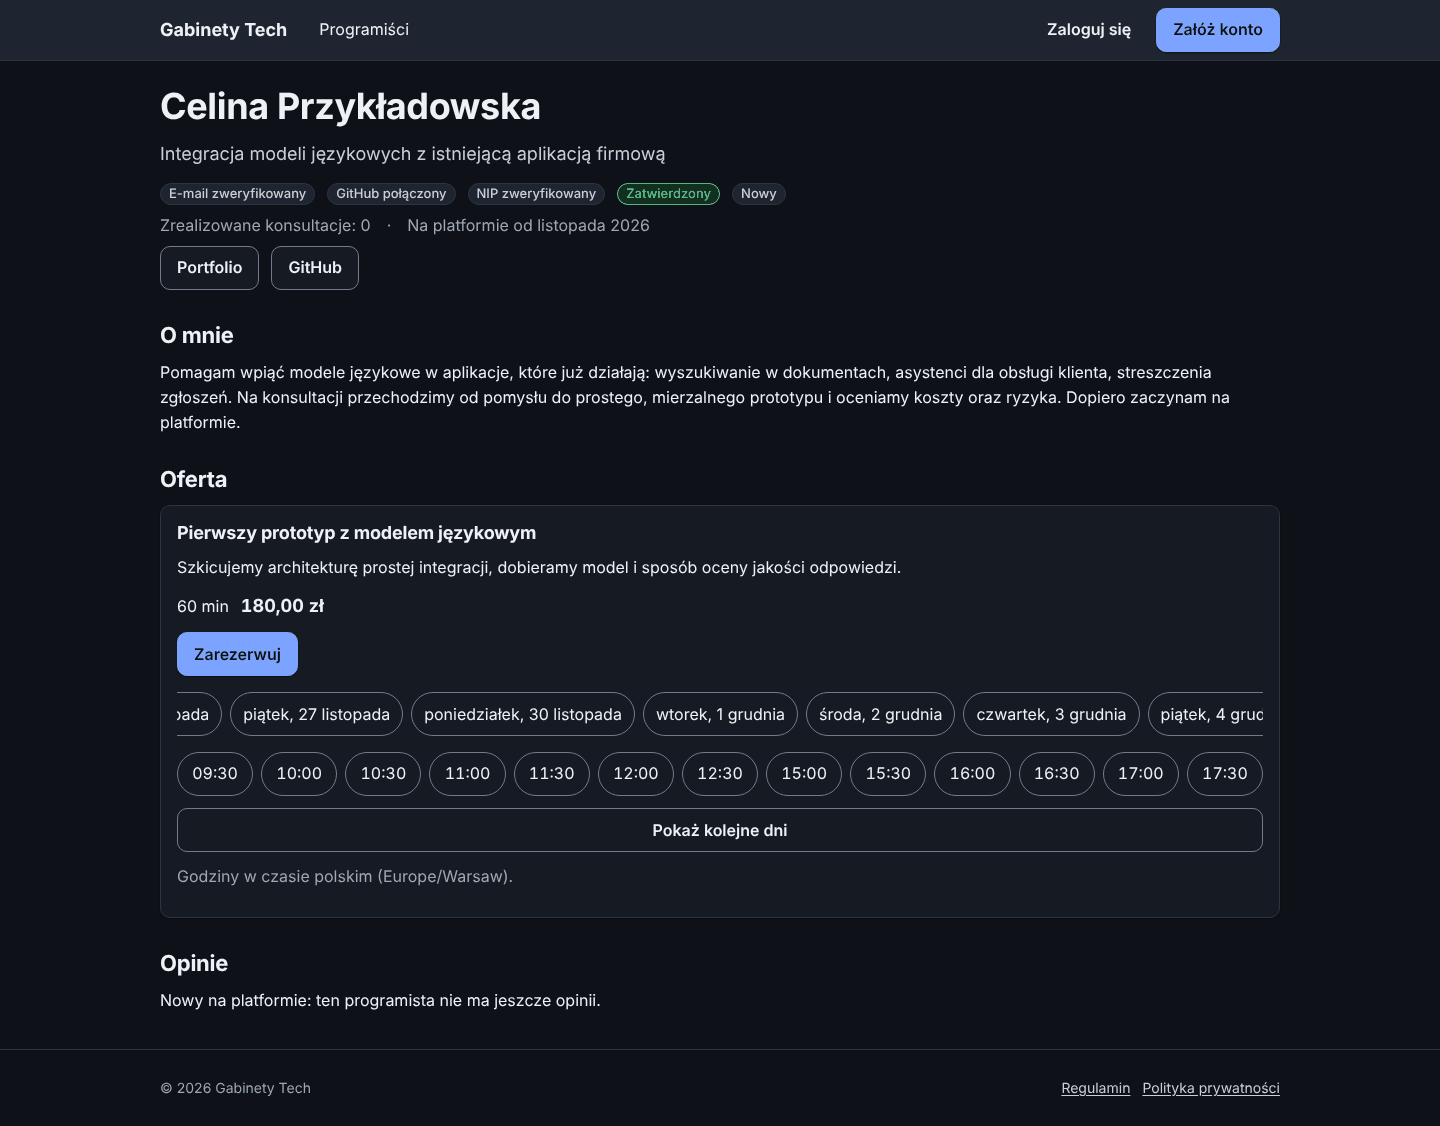 Gabinety Tech Programiści Zaloguj się Załóż konto
Celina Przykładowska
Integracja modeli językowych z istniejącą aplikacją firmową
E-mail zweryfikowany GitHub połączony NIP zweryfikowany Zatwierdzony Nowy
Zrealizowane konsultacje: 0 · Na platformie od listopada 2026
Portfolio GitHub
O mnie
Pomagam wpiąć modele językowe w aplikacje, które już działają: wyszukiwanie w dokumentach, asystenci dla obsługi klienta, streszczenia
zgłoszeń. Na konsultacji przechodzimy od pomysłu do prostego, mierzalnego prototypu i oceniamy koszty oraz ryzyka. Dopiero zaczynam na
platformie.
Oferta
Pierwszy prototyp z modelem językowym
Szkicujemy architekturę prostej integracji, dobieramy model i sposób oceny jakości odpowiedzi.
60 min 180,00 zł
Zarezerwuj
piątek, 27 listopada poniedziałek, 30 listopada wtorek, 1 grudnia środa, 2 grudnia czwartek, 3 grudnia piątek, 4
09:30 10:00 10:30 11:00 11:30 12:00 12:30 15:00 15:30 16:00 16:30 17:00 17:30
Pokaż kolejne dni
Godziny w czasie polskim (Europe/Warsaw).
Opinie
Nowy na platformie: ten programista nie ma jeszcze opinii.
© 2026 Gabinety Tech Regulamin Polityka prywatności